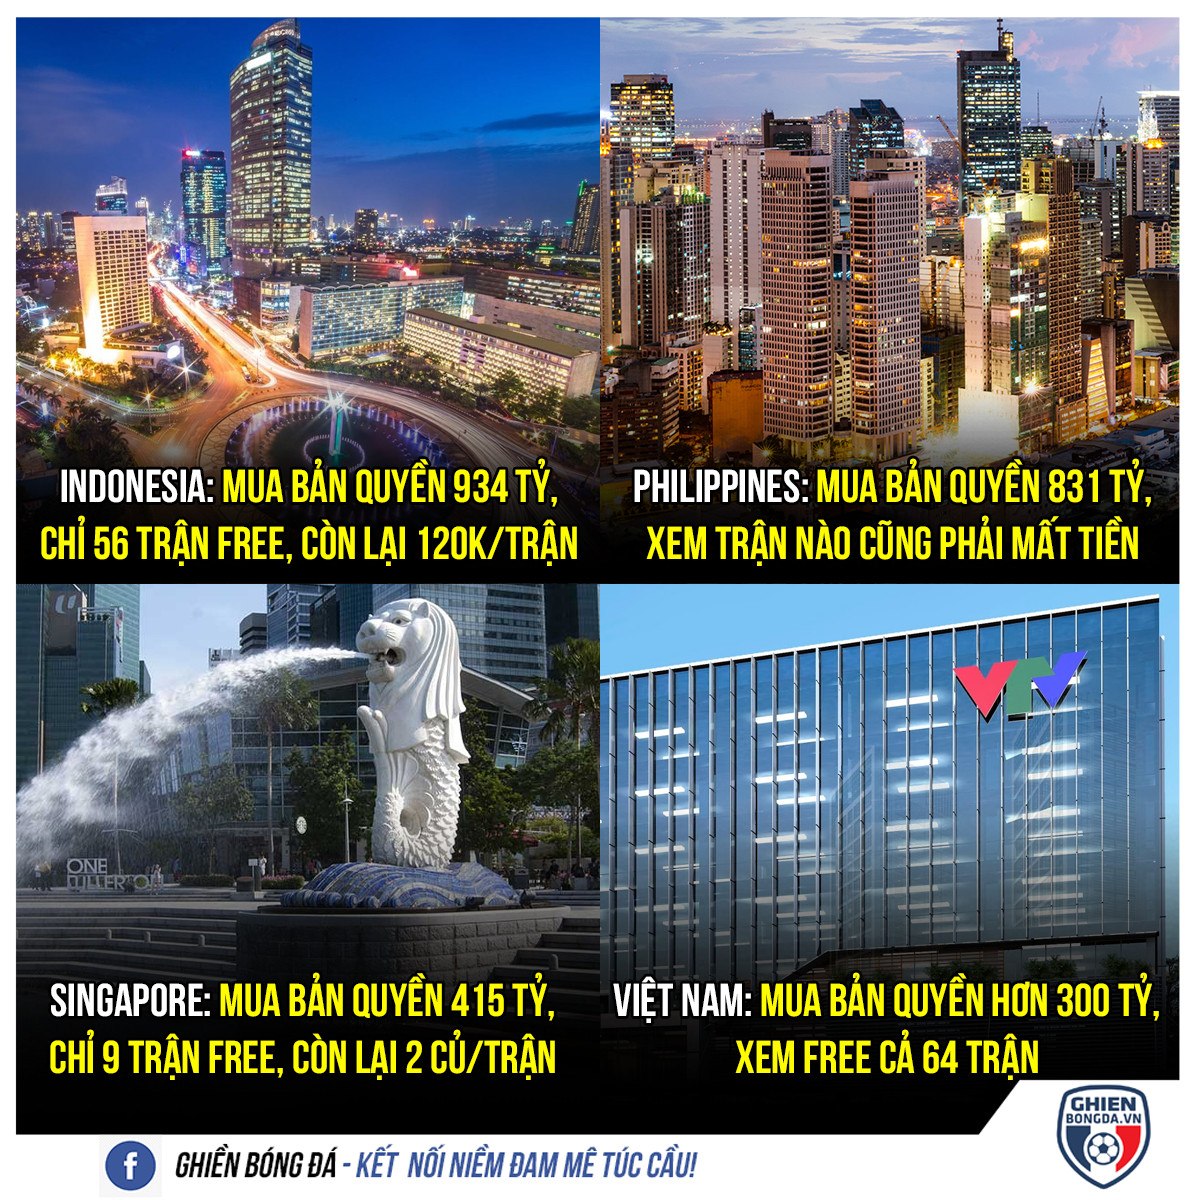 INDONESIA: MUA BẢN QUYỀN 934 TỶ,
CHỈ 56 TRẬN FREE, CÒN LẠI 120K/TRẬN
PHILIPPINES: MUA BẢN QUYỀN 831 TỶ,
XEM TRẬN NÀO CŨNG PHẢI MẤT TIỀN
ONE
FULLERTON
SINGAPORE: MUA BẢN QUYỀN 415 TỶ,
CHỈ 9 TRẬN FREE, CÒN LẠI 2 CỦ/TRẬN
VTV
VIỆT NAM: MUA BẢN QUYỀN HƠN 300 TỶ,
XEM FREE CẢ 64 TRẬN
GHIEN
BONGDA.VN
f GHIỀN BÓNG ĐÁ - KẾT NỐI NIỀM ĐAM MÊ TÚC CẦU!